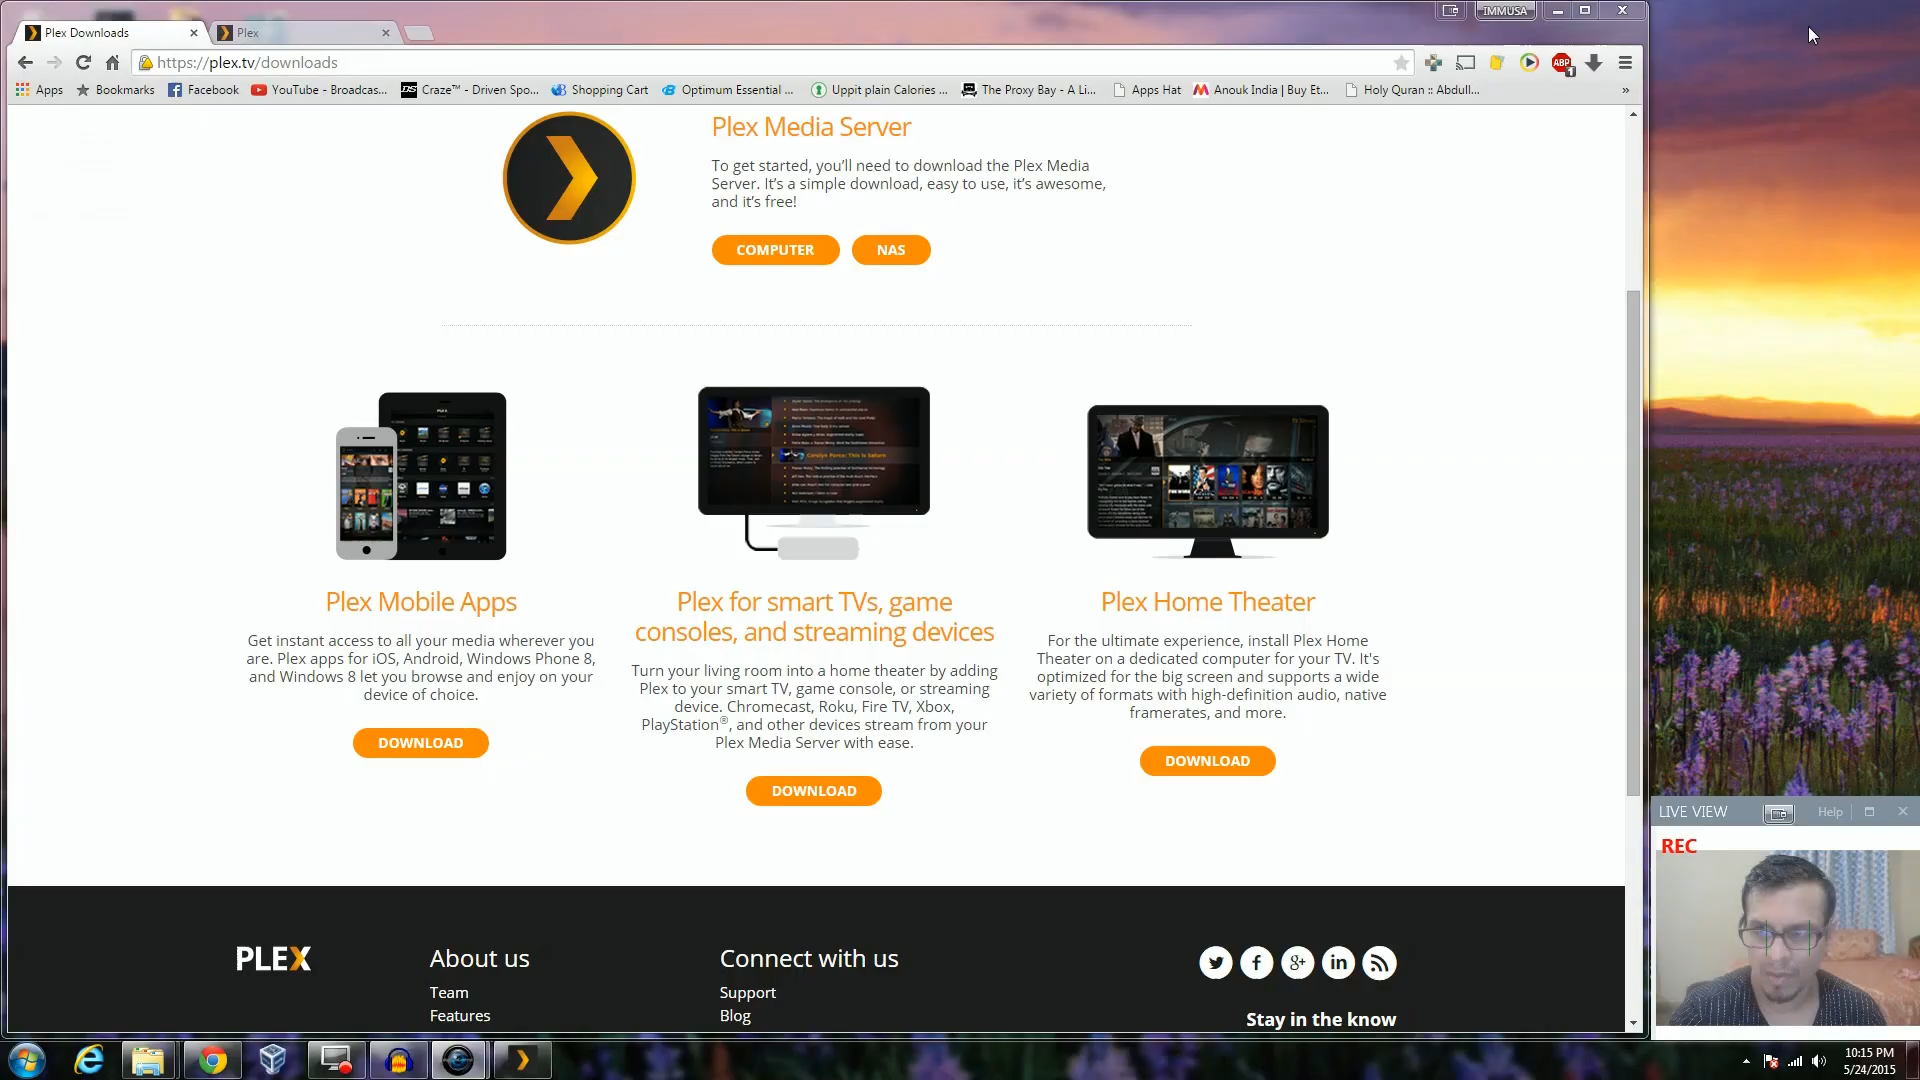 IMMUSA
Plex Downloads
Plex
https://plex.tv/downloads
ABP
1
Apps
Bookmarks
Facebook
YouTube - Broadcas...
Craze™ - Driven Spo...
Shopping Cart
Optimum Essential ...
Uppit plain Calories ...
The Proxy Bay - A Li...
Apps Hat
Anouk India | Buy Et...
Holy Quran :: Abdull...
»
Plex Media Server
To get started, you’ll need to download the Plex Media
Server. It’s a simple download, easy to use, it’s awesome,
and it’s free!
COMPUTER
NAS
Carolyn Porco: This is Saturn
Plex Mobile Apps
Get instant access to all your media wherever you
are. Plex apps for iOS, Android, Windows Phone 8,
and Windows 8 let you browse and enjoy on your
device of choice.
DOWNLOAD
Plex for smart TVs, game
consoles, and streaming devices
Turn your living room into a home theater by adding
Plex to your smart TV, game console, or streaming
device. Chromecast, Roku, Fire TV, Xbox,
PlayStation®, and other devices stream from your
Plex Media Server with ease.
DOWNLOAD
Plex Home Theater
For the ultimate experience, install Plex Home
Theater on a dedicated computer for your TV. It's
optimized for the big screen and supports a wide
variety of formats with high-definition audio, native
framerates, and more.
DOWNLOAD
LIVE VIEW
Help
REC
PLEX
About us
Team
Features
Connect with us
Support
Blog
Stay in the know
10:15 PM
5/24/2015